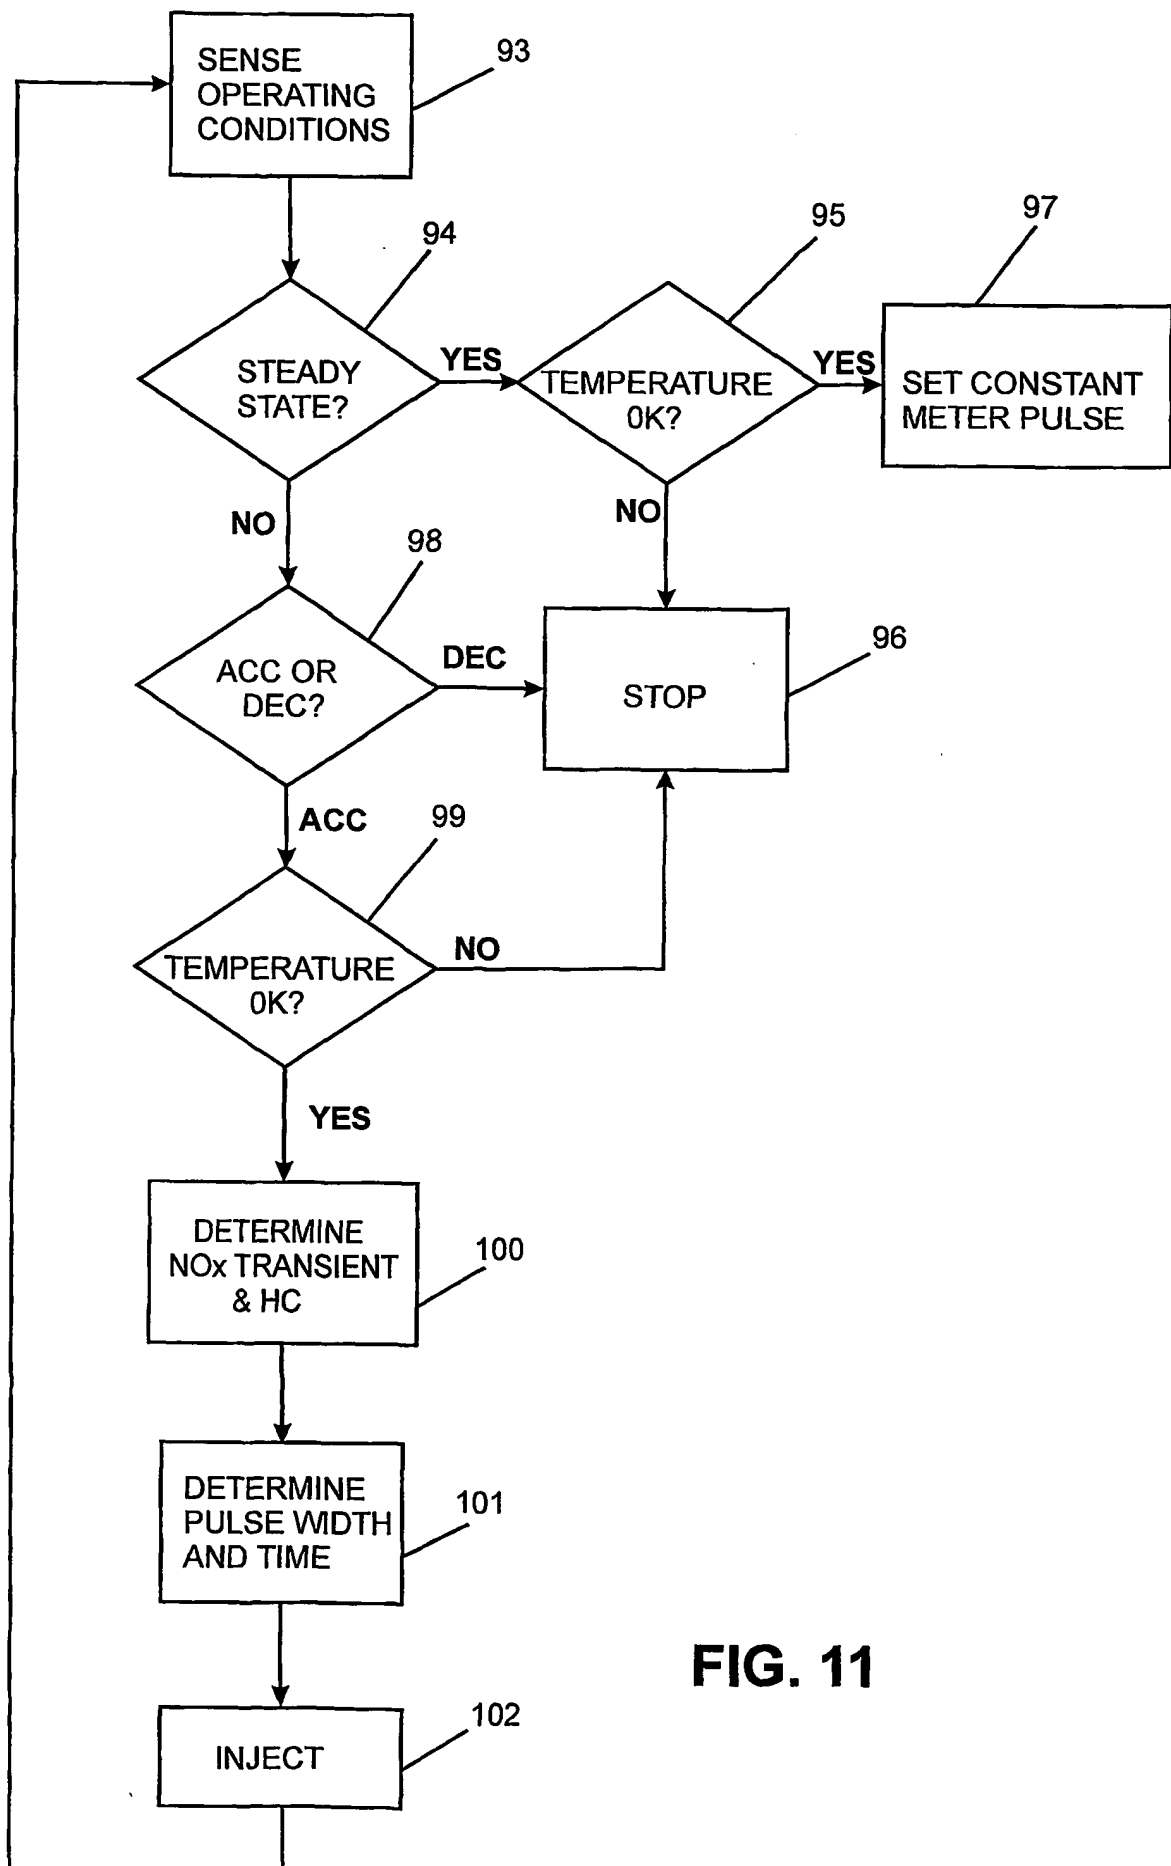 SENSE
OPERATING
CONDITIONS
93
94
95
97
STEADY
STATE?
YES
TEMPERATURE
0K?
YES
SET CONSTANT
METER PULSE
NO
NO
98
ACC OR
DEC?
DEC
STOP
96
ACC
99
TEMPERATURE
0K?
NO
YES
DETERMINE
NOx TRANSIENT
& HC
100
DETERMINE
PULSE WIDTH
AND TIME
101
INJECT
102
FIG. 11